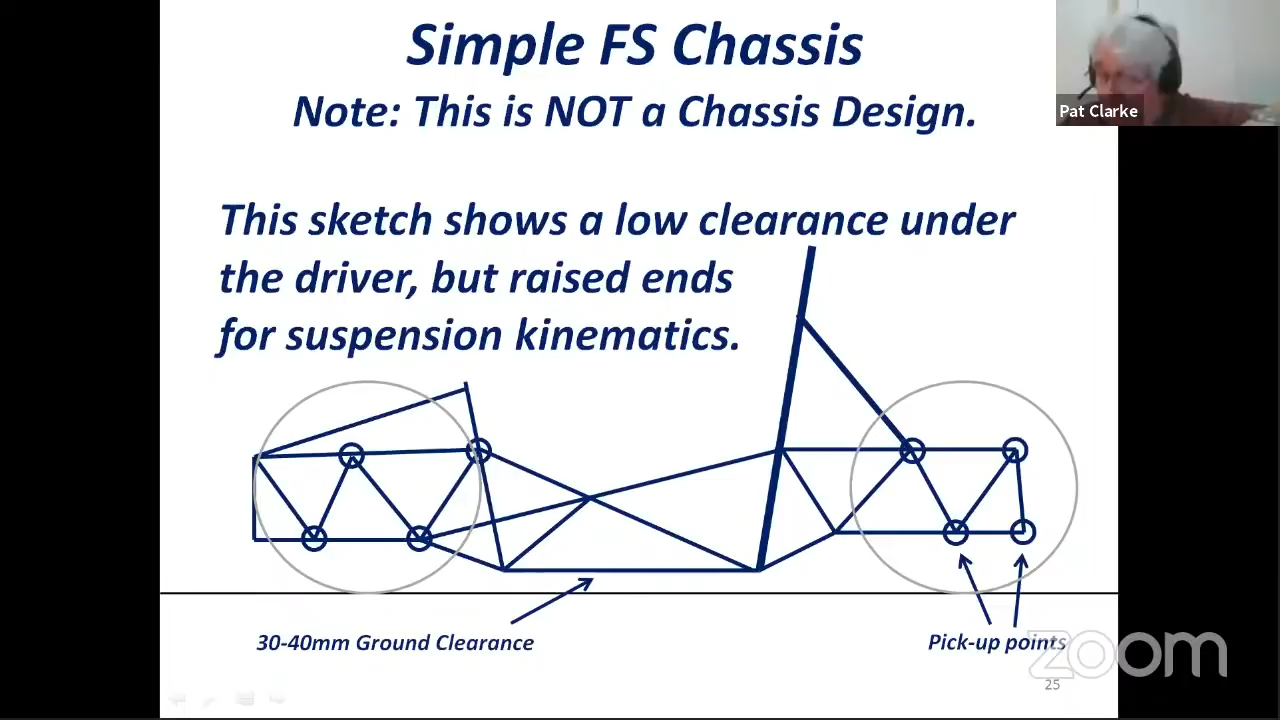 Simple FS Chassis
Note: This is NOT a Chassis Design.
Pat Clarke
This sketch shows a low clearance under
the driver, but raised ends
for suspension kinematics.
30-40mm Ground Clearance
Pick-up points
zoom
25